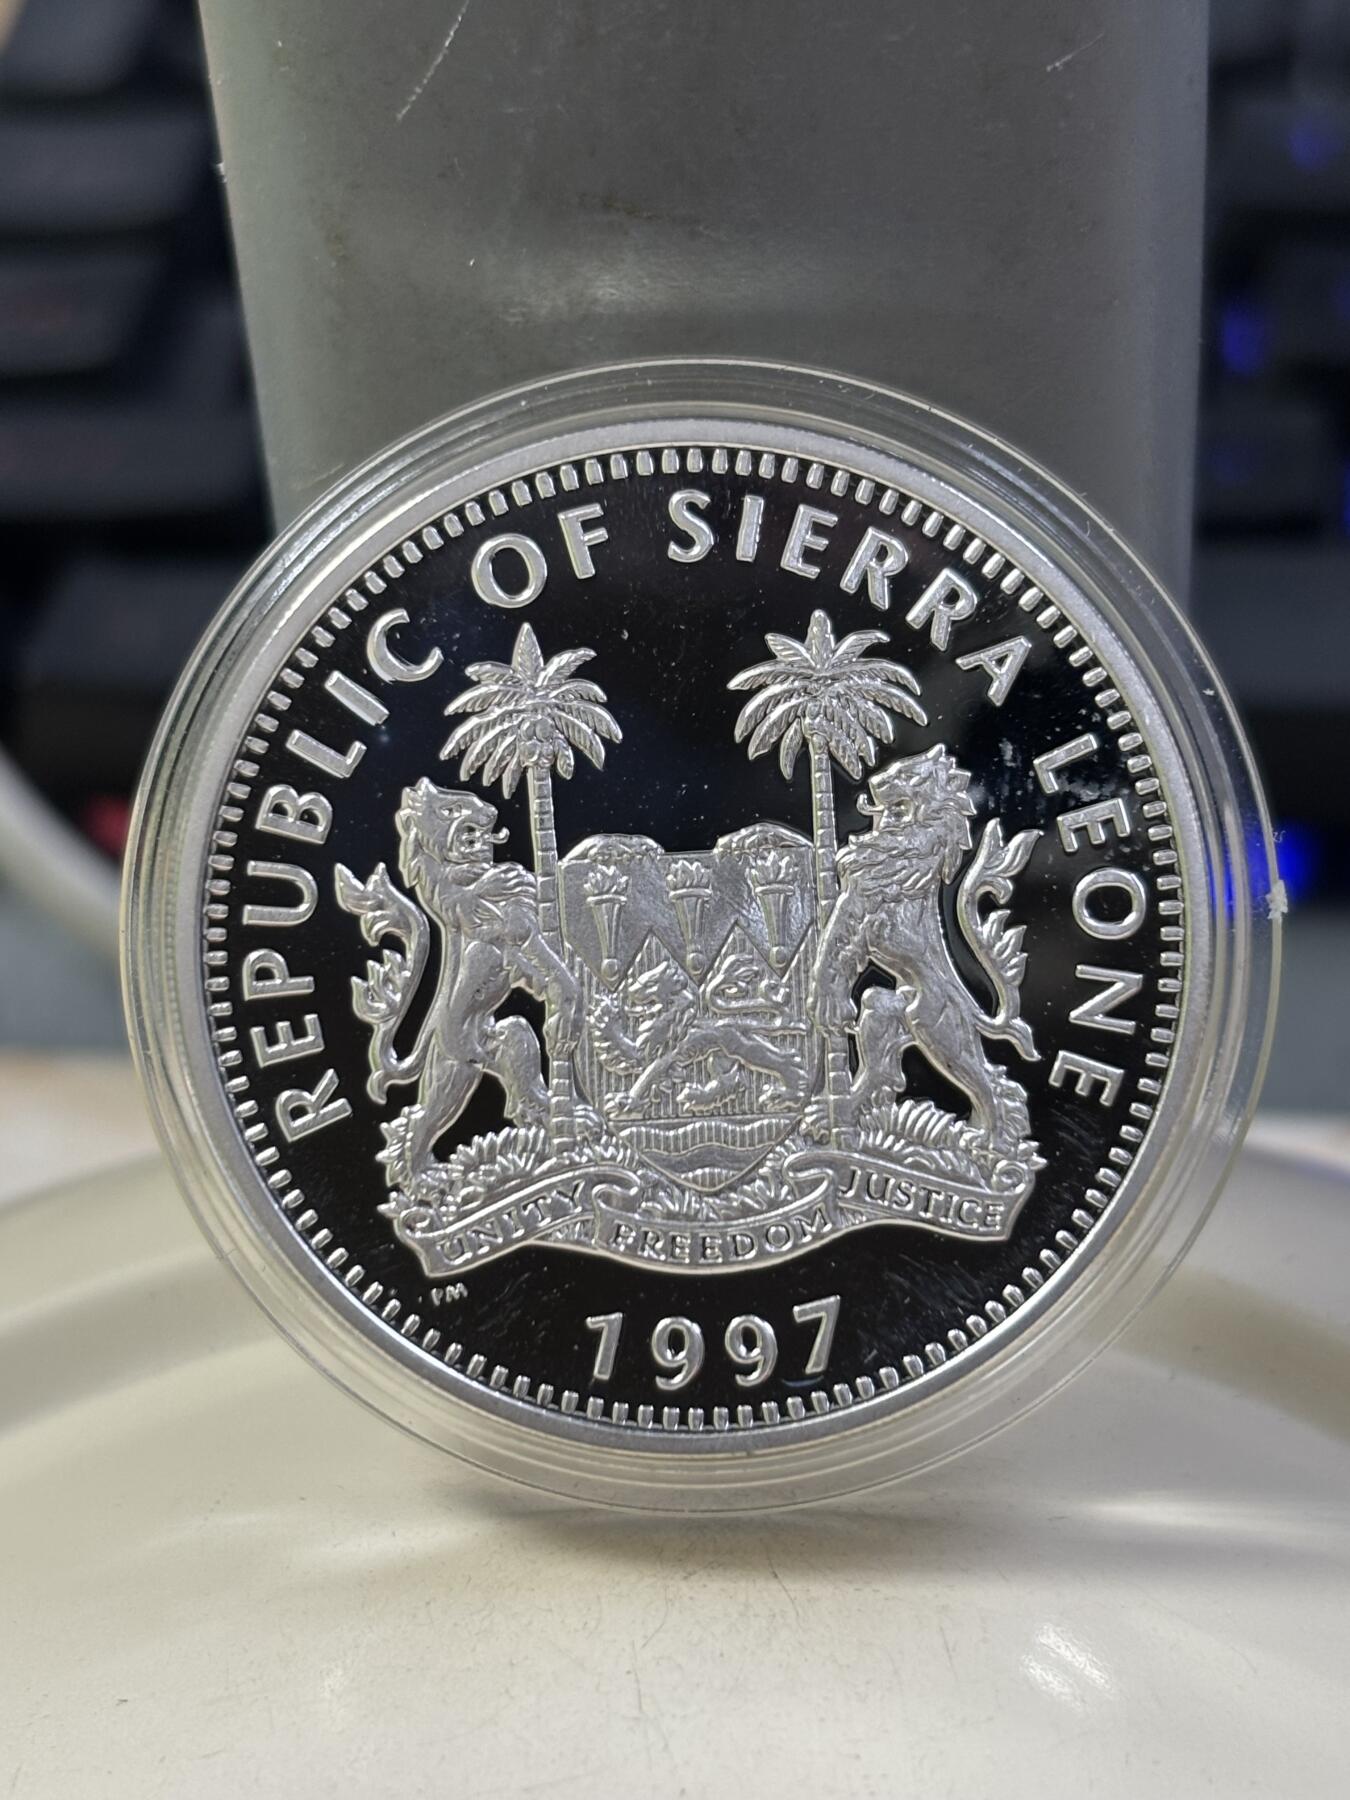 REPUBLIC OF SIERRA LEONE
UNITY FREEDOM JUSTICE
PM
1997